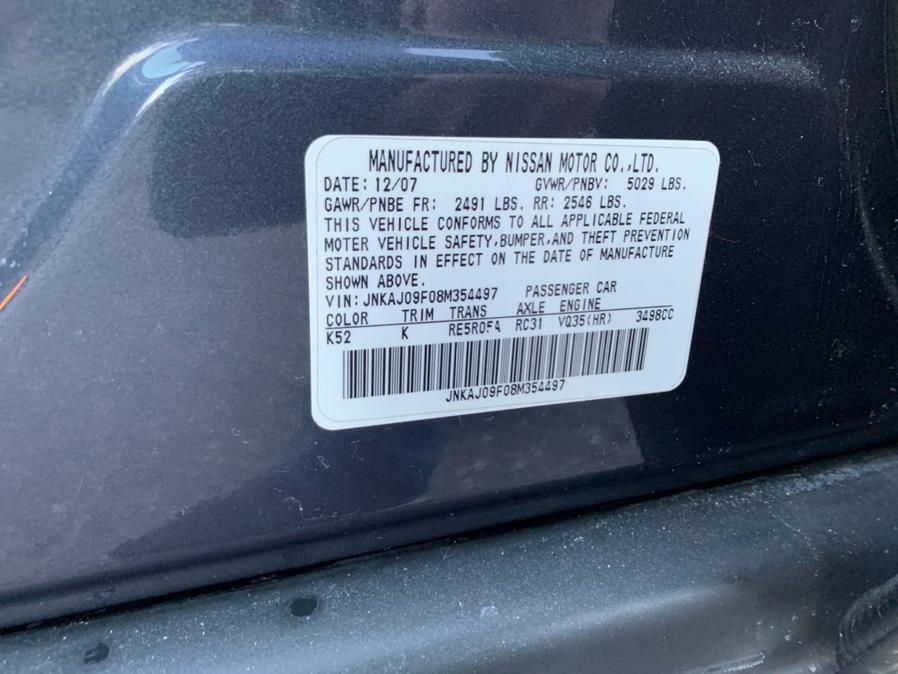 MANUFACTURED BY NISSAN MOTOR CO.,LTD.
DATE: 12/07 GVWR/PNBV: 5029 LBS.
GAWR/PNBE FR: 2491 LBS. RR: 2546 LBS.
THIS VEHICLE CONFORMS TO ALL APPLICABLE FEDERAL
MOTER VEHICLE SAFETY,BUMPER,AND THEFT PREVENTION
STANDARDS IN EFFECT ON THE DATE OF MANUFACTURE
SHOWN ABOVE.
VIN: JNKAJ09F08M354497 PASSENGER CAR
COLOR TRIM TRANS AXLE ENGINE
K52 K RE5R0FA RC31 VQ35(HR) 3498CC
JNKAJ09F08M354497